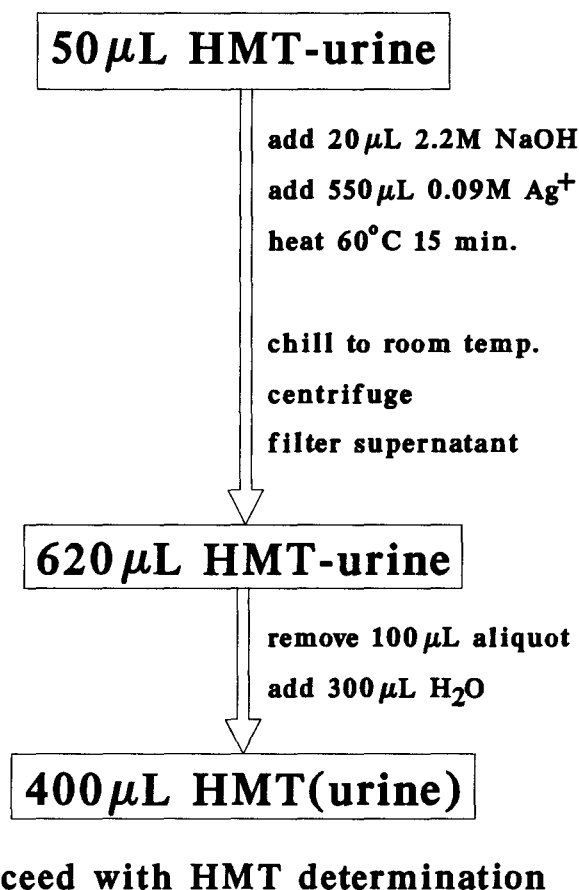 50μL HMT-urine
add 20μL 2.2M NaOH
add 550μL 0.09M Ag⁺
heat 60°C 15 min.
chill to room temp.
centrifuge
filter supernatant
620μL HMT-urine
remove 100μL aliquot
add 300μL H₂O
400μL HMT(urine)
ceed with HMT determination